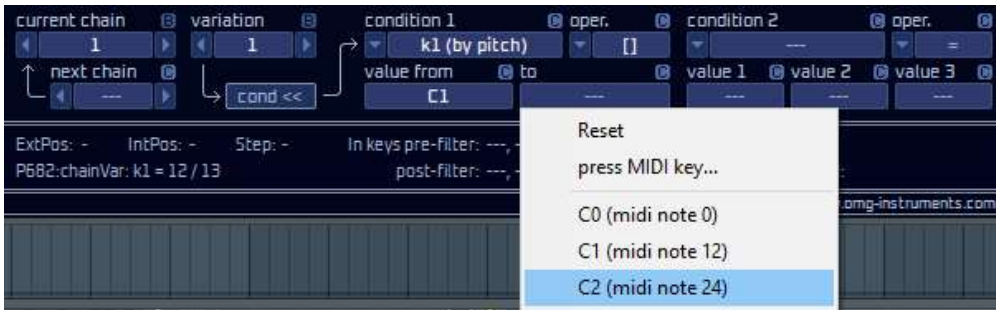 current chain B variation B condition 1 C oper. C condition 2 C oper. C
1 1 k1 (by pitch) [] --- =
next chain C value from C to C value 1 C value 2 C value 3 C
--- cond << C1 --- --- --- ---
ExtPos: - IntPos: - Step: - In keys pre-filter: ---, -
P682:chainVar: k1 = 12 / 13 post-filter: ---, - :
.omg-instruments.com
Reset
press MIDI key...
C0 (midi note 0)
C1 (midi note 12)
C2 (midi note 24)